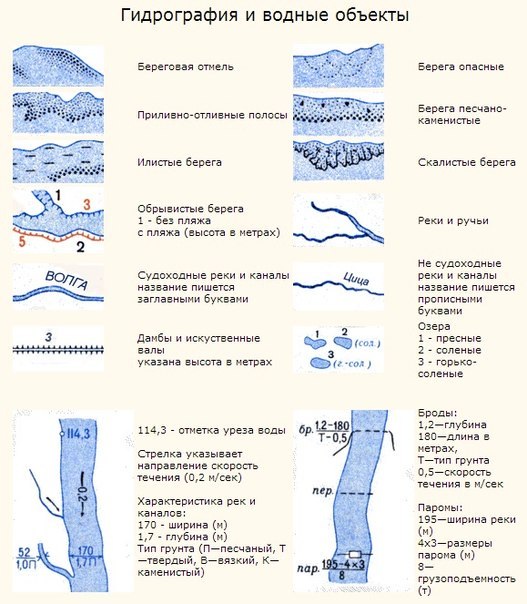 Гидрография и водные объекты
Береговая отмель
Берега опасные
Приливно-отливные полосы
Берега песчано-
каменистые
Илистые берега
Скалистые берега
1
3
5
2
Обрывистые берега
1 - без пляжа
с пляжа (высота в метрах)
Реки и ручьи
ВОЛГА
Судоходные реки и каналы
название пишется
заглавными буквами
Цица
Не судоходные
реки и каналы
название пишется
прописными
буквами
3
Дамбы и искуственные
валы
указана высота в метрах
1
2
(сол.)
3
(г.-сол.)
Озера
1 - пресные
2 - соленые
3 - горько-
соленые
114,3
0,2
52
1,0П
170
1,7П
114,3 - отметка уреза воды
Стрелка указывает
направление скорость
течения (0,2 м/сек)
Характеристика рек и
каналов:
170 - ширина (м)
1,7 - глубина (м)
Тип грунта (П—песчаный, Т
—твердый, В—вязкий, К—
каменистый)
бр. 1,2-180
Т-0,5
пер.
пар. 195-4×3
8
Броды:
1,2—глубина
180—длина в
метрах,
Т—тип грунта
0,5—скорость
течения в м/сек
Паромы:
195—ширина реки
(м)
4x3—размеры
парома (м)
8—
грузоподъемность
(т)